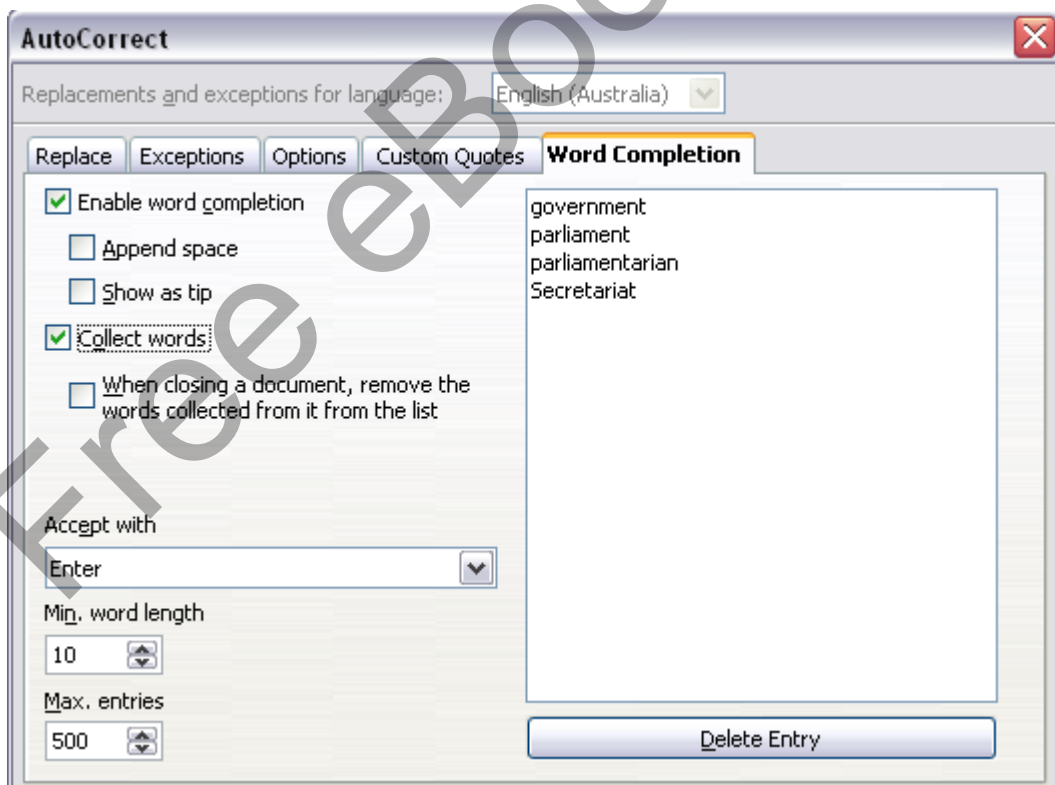 AutoCorrect
Replacements and exceptions for language: English (Australia)
Replace Exceptions Options Custom Quotes Word Completion
Enable word completion
Append space
Show as tip
Collect words
When closing a document, remove the
words collected from it from the list
Accept with
Enter
Min. word length
10
Max. entries
500
government
parliament
parliamentarian
Secretariat
Delete Entry
Free eBoo